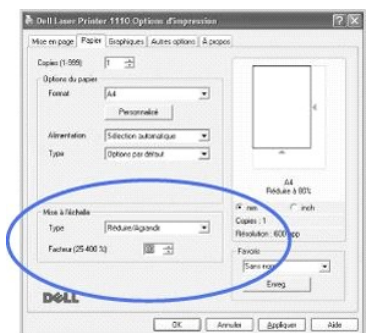 Dell Laser Printer 1110 Options d'impression
Mise en page Papier Graphiques Autres options À propos
Copies (1-999) 1
Options du papier
Format A4
Personnalisé
Alimentation Sélection automatique
Type Options par défaut
A4
Réduire à 80%
mm inch
Copies : 1
Résolution : 600 ppp
Mise à l'échelle
Type Réduire/Agrandir
Facteur (25-400 %)
Favoris
Sans nom
Enreg.
DELL
OK Annuler Appliquer Aide